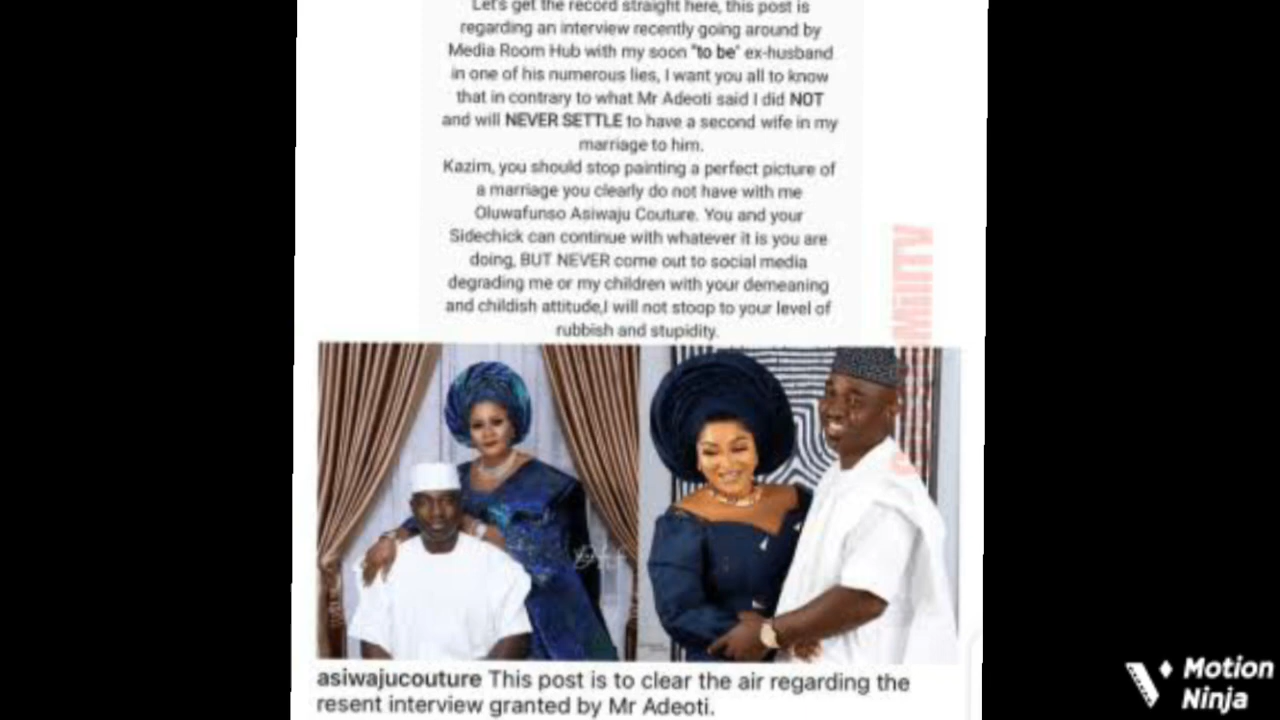 Let's get the record straight here, this post is
regarding an interview recently going around by
Media Room Hub with my soon "to be" ex-husband
in one of his numerous lies, I want you all to know
that in contrary to what Mr Adeoti said I did NOT
and will NEVER SETTLE to have a second wife in my
marriage to him.
Kazim, you should stop painting a perfect picture of
a marriage you clearly do not have with me
Oluwafunso Asiwaju Couture. You and your
Sidechick can continue with whatever it is you are
doing, BUT NEVER come out to social media
degrading me or my children with your demeaning
and childish attitude,I will not stoop to your level of
rubbish and stupidity.
asiwajucouture This post is to clear the air regarding the
resent interview granted by Mr Adeoti.
Motion
Ninja